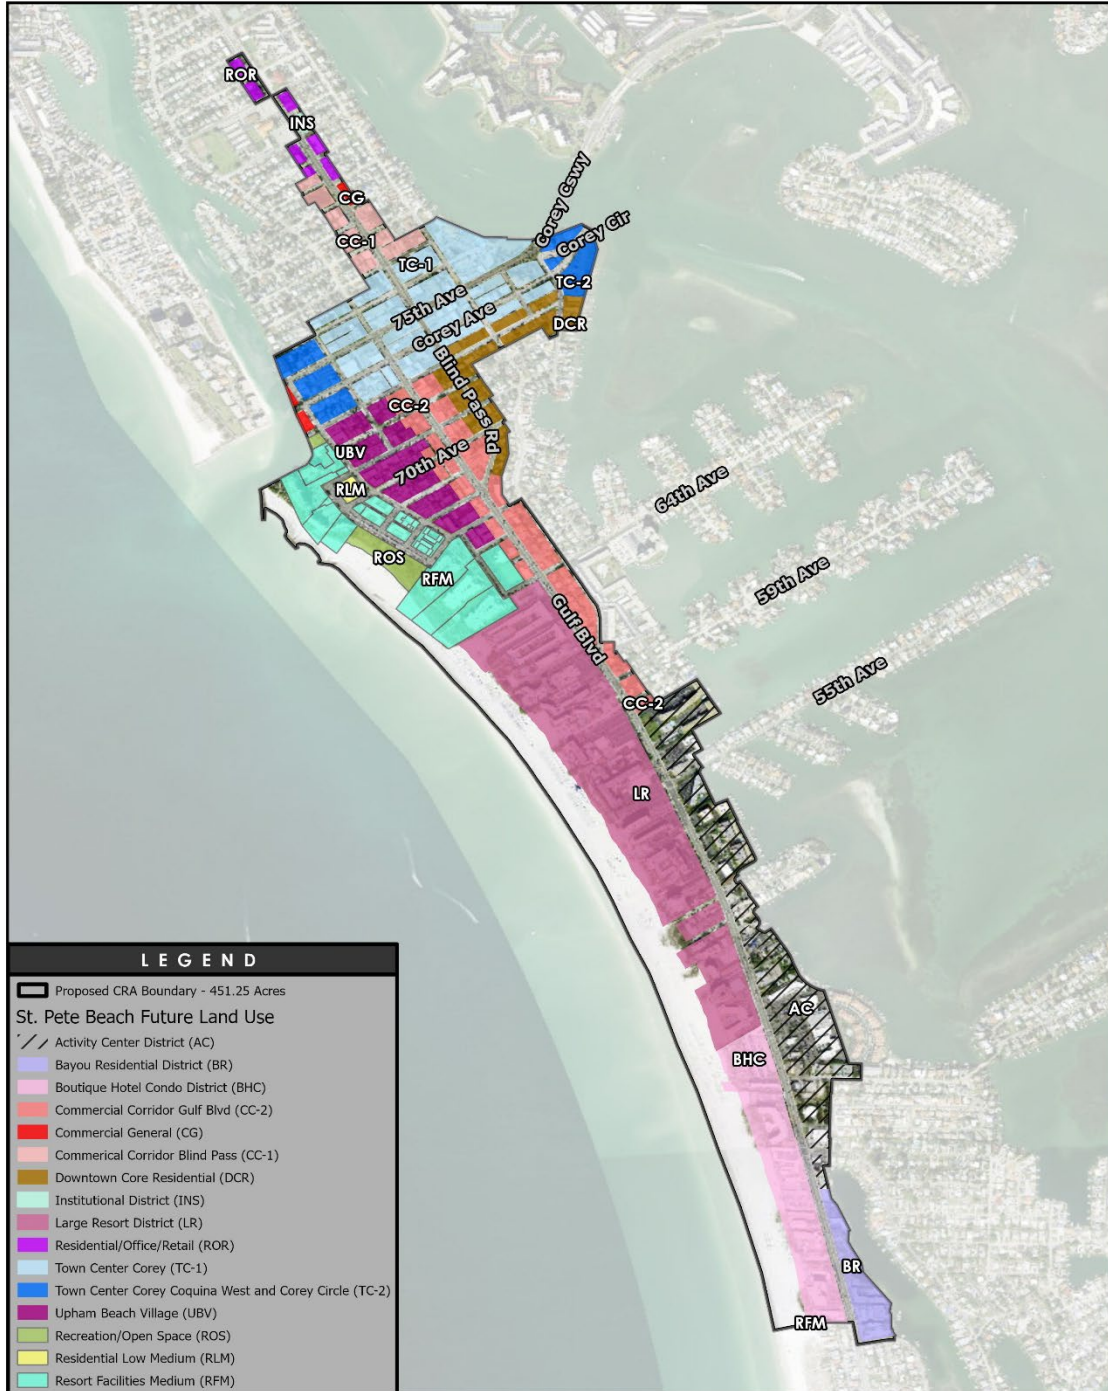 ROR
INS
CG
CC-1
TC-1
Corey Cswy
Corey Cir
TC-2
75th Ave
Corey Ave
DCR
Blind Pass Rd
CC-2
UBV
70th Ave
RLM
64th Ave
ROS
RFM
59th Ave
Gulf Blvd
55th Ave
CC-2
LR
AC
BHC
BR
RFM
LEGEND
Proposed CRA Boundary - 451.25 Acres
St. Pete Beach Future Land Use
Activity Center District (AC)
Bayou Residential District (BR)
Boutique Hotel Condo District (BHC)
Commercial Corridor Gulf Blvd (CC-2)
Commercial General (CG)
Commerical Corridor Blind Pass (CC-1)
Downtown Core Residential (DCR)
Institutional District (INS)
Large Resort District (LR)
Residential/Office/Retail (ROR)
Town Center Corey (TC-1)
Town Center Corey Coquina West and Corey Circle (TC-2)
Upham Beach Village (UBV)
Recreation/Open Space (ROS)
Residential Low Medium (RLM)
Resort Facilities Medium (RFM)